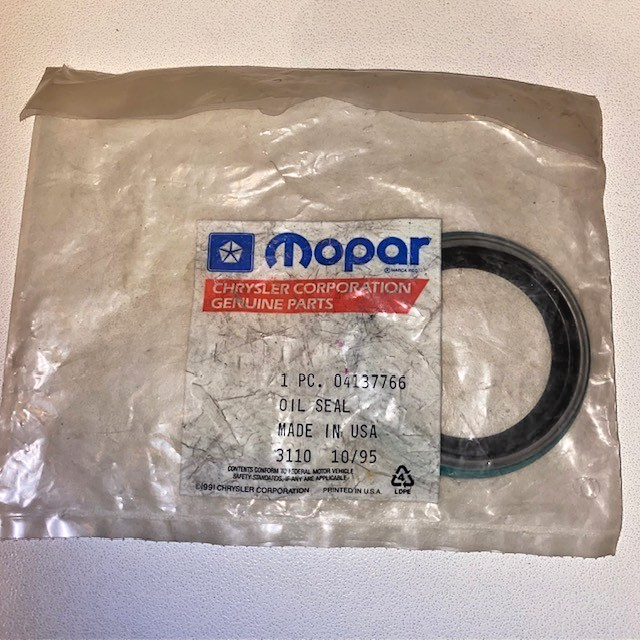 Mopar
® MARCA REG.
CHRYSLER CORPORATION
GENUINE PARTS
1 PC. 04137766
OIL SEAL
MADE IN USA
3110 10/95
CONTENTS CONFORM TO FEDERAL MOTOR VEHICLE
SAFETY STANDARDS, IF ANY ARE APPLICABLE
©1991 CHRYSLER CORPORATION PRINTED IN U.S.A.
4
LDPE